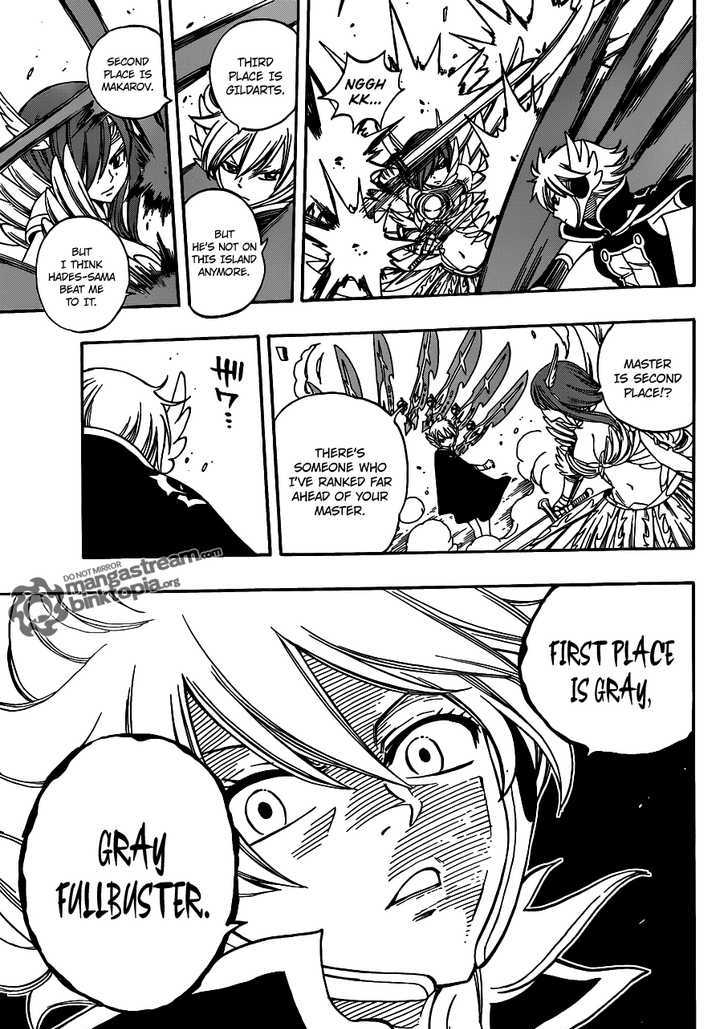 NGGH
KK...
THIRD
PLACE IS
GILDARTS.
BUT
HE'S NOT
ON THIS
ISLAND
ANYMORE.
SECOND
PLACE IS
MAKAROV.
BUT
I THINK
HADES-SAMA
BEAT ME
TO IT.
MASTER
IS SECOND
PLACE!?
THERE'S
SOMEONE WHO
I'VE RANKED FAR
AHEAD OF YOUR
MASTER.
DO NOT MIRROR
mangastream.com
binktopia.org
FIRST PLACE
IS GRAY,
GRAY
FULLBUSTER.